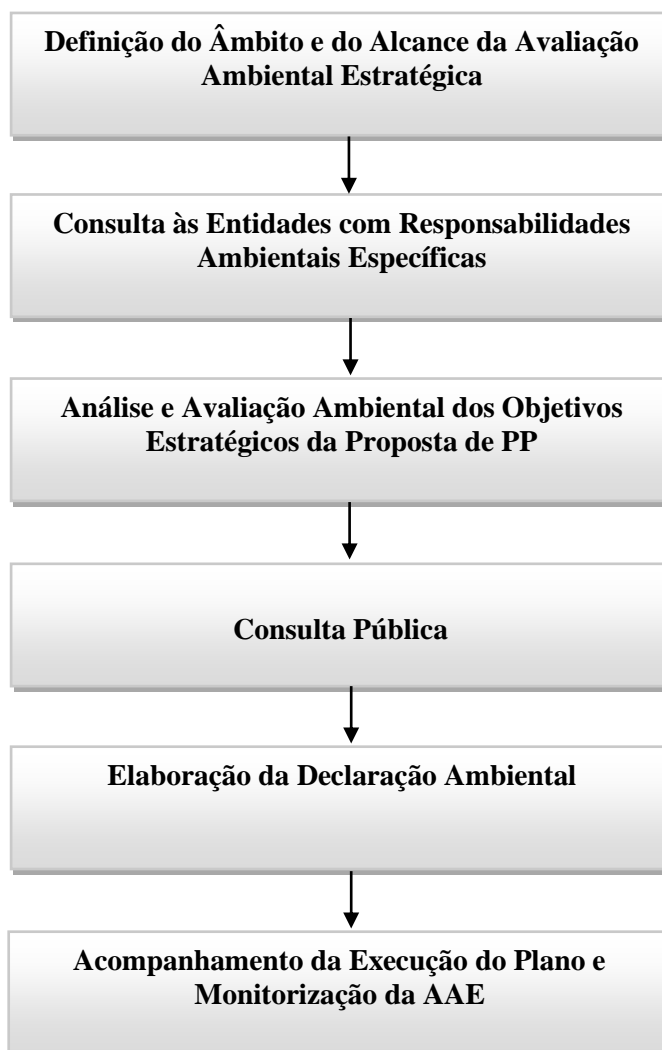 Definição do Âmbito e do Alcance da Avaliação
Ambiental Estratégica
Consulta às Entidades com Responsabilidades
Ambientais Específicas
Análise e Avaliação Ambiental dos Objetivos
Estratégicos da Proposta de PP
Consulta Pública
Elaboração da Declaração Ambiental
Acompanhamento da Execução do Plano e
Monitorização da AAE